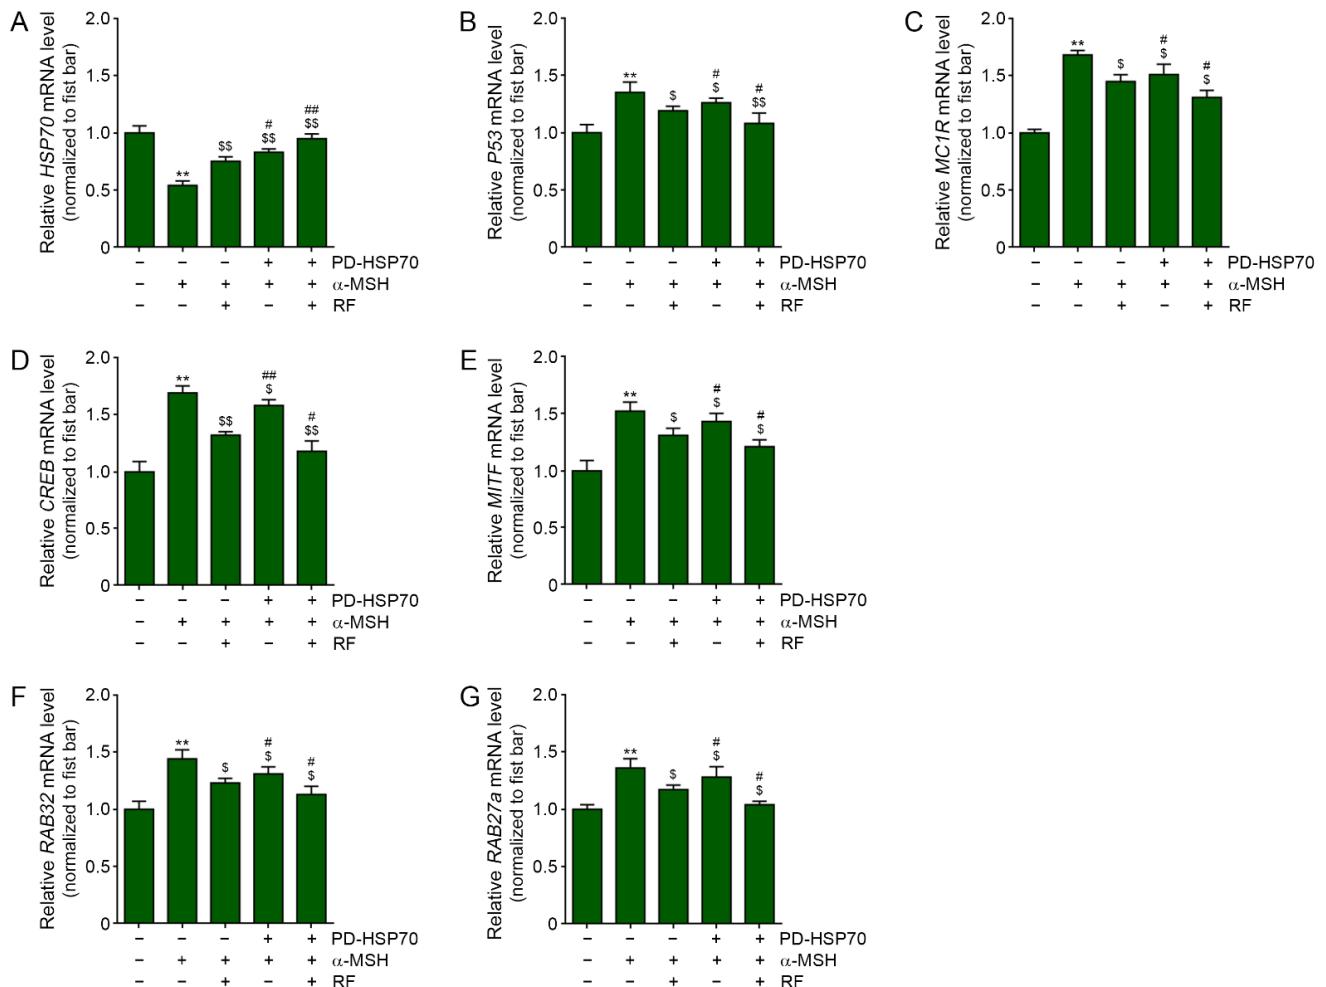 A
Relative HSP70 mRNA level
(normalized to fist bar)
2.0
1.5
1.0
0.5
0
**
$$
#
$$
##
$$
– – – + + PD-HSP70
– + + + + α-MSH
– – + – + RF
B
Relative P53 mRNA level
(normalized to fist bar)
2.0
1.5
1.0
0.5
0
**
$
#
$
#
$$
– – – + + PD-HSP70
– + + + + α-MSH
– – + – + RF
C
Relative MC1R mRNA level
(normalized to fist bar)
2.0
1.5
1.0
0.5
0
**
$
#
$
#
$
– – – + + PD-HSP70
– + + + + α-MSH
– – + – + RF
D
Relative CREB mRNA level
(normalized to fist bar)
2.0
1.5
1.0
0.5
0
**
$$
##
$
#
$$
– – – + + PD-HSP70
– + + + + α-MSH
– – + – + RF
E
Relative MITF mRNA level
(normalized to fist bar)
2.0
1.5
1.0
0.5
0
**
$
#
$
#
$
– – – + + PD-HSP70
– + + + + α-MSH
– – + – + RF
F
Relative RAB32 mRNA level
(normalized to fist bar)
2.0
1.5
1.0
0.5
0
**
$
#
$
#
$
– – – + + PD-HSP70
– + + + + α-MSH
– – + – + RF
G
Relative RAB27a mRNA level
(normalized to fist bar)
2.0
1.5
1.0
0.5
0
**
$
#
$
#
$
– – – + + PD-HSP70
– + + + + α-MSH
– – + – + RF